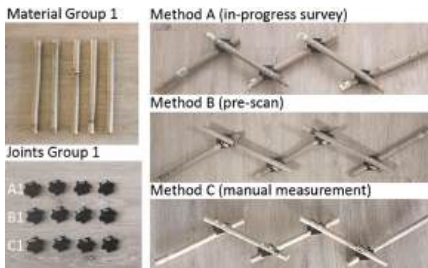 Material Group 1
Joints Group 1
A1
B1
C1
Method A (in-progress survey)
Method B (pre-scan)
Method C (manual measurement)